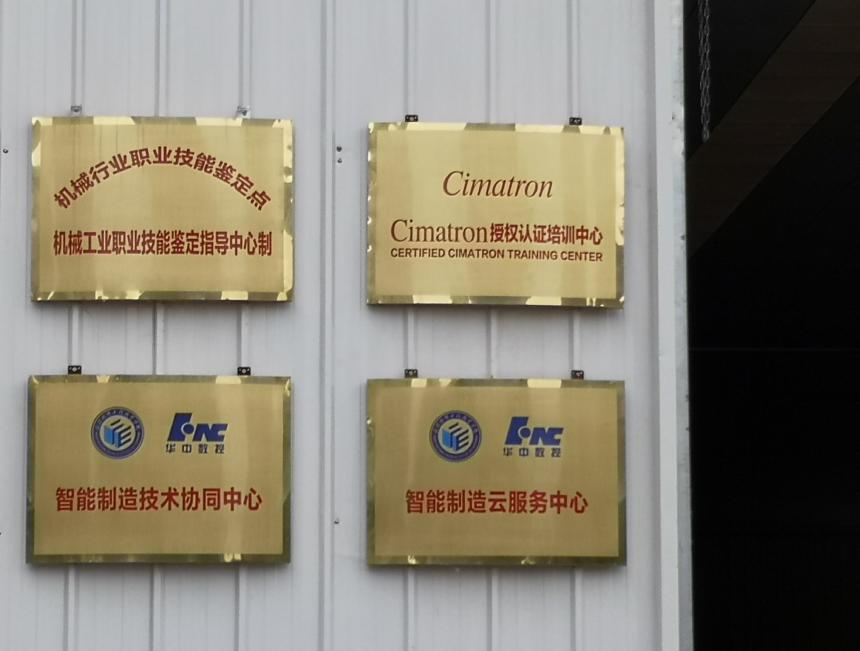 机械行业职业技能鉴定点
机械工业职业技能鉴定指导中心制
Cimatron
Cimatron授权认证培训中心
CERTIFIED CIMATRON TRAINING CENTER
HNC
华中数控
智能制造技术协同中心
HNC
华中数控
智能制造云服务中心